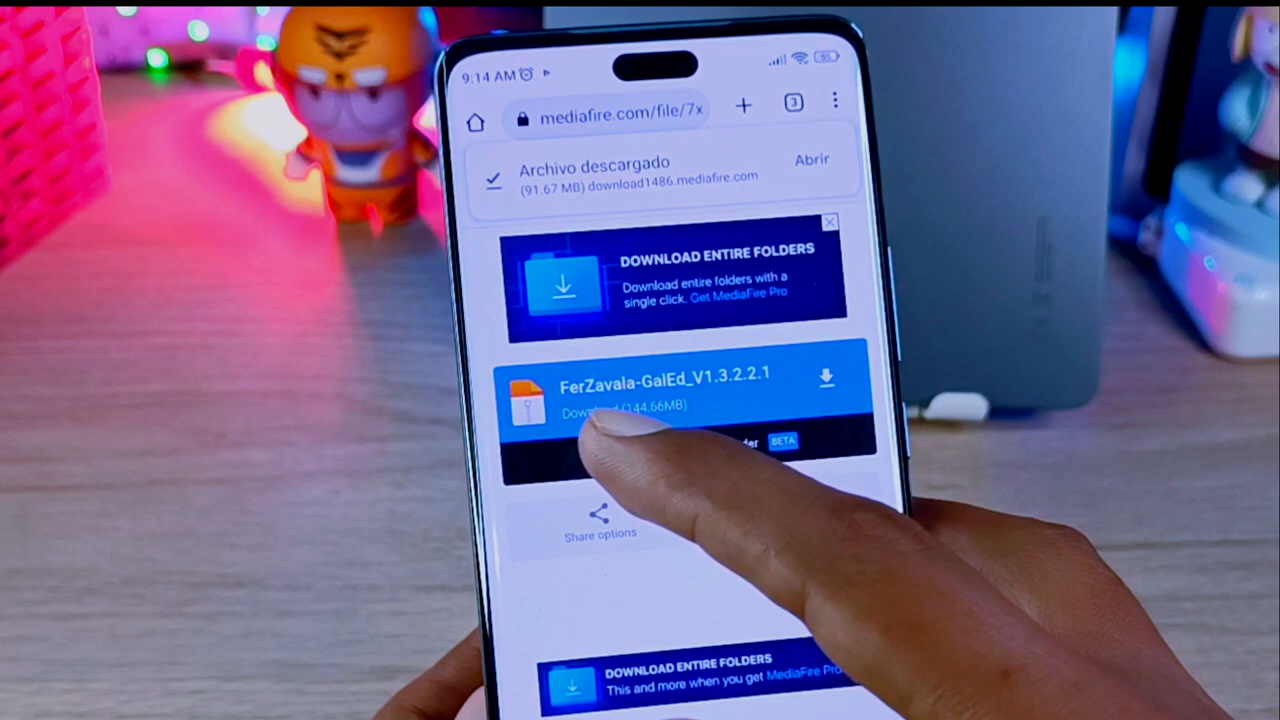 9:14 AM
65
mediafire.com/file/7x
3
Archivo descargado
Abrir
(91.67 MB) download1486.mediafire.com
DOWNLOAD ENTIRE FOLDERS
Download entire folders with a
single click. Get MediaFire Pro
FerZavala-GalEd_V1.3.2.2.1
(144.66MB)
BETA
Share options
DOWNLOAD ENTIRE FOLDERS
This and more when you get MediaFire Pro